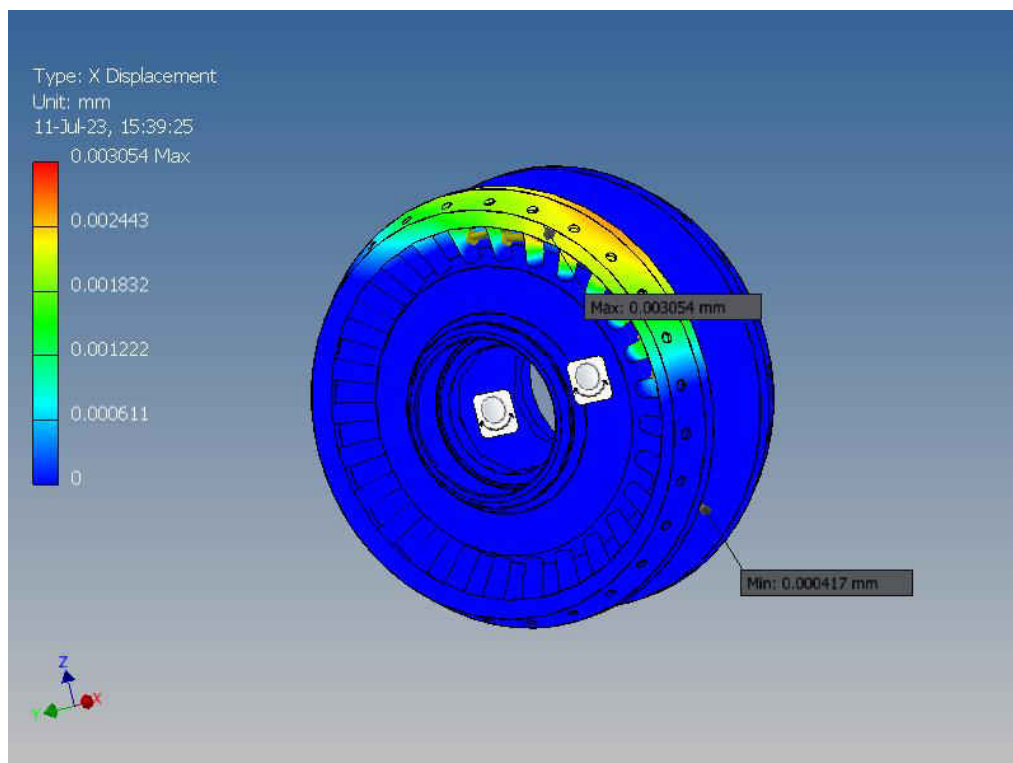 Type: X Displacement
Unit: mm
11-Jul-23, 15:39:25
0.003054 Max
0.002443
0.001832
0.001222
0.000611
0
Max: 0.003054 mm
Min: 0.000417 mm
Z
Y
X